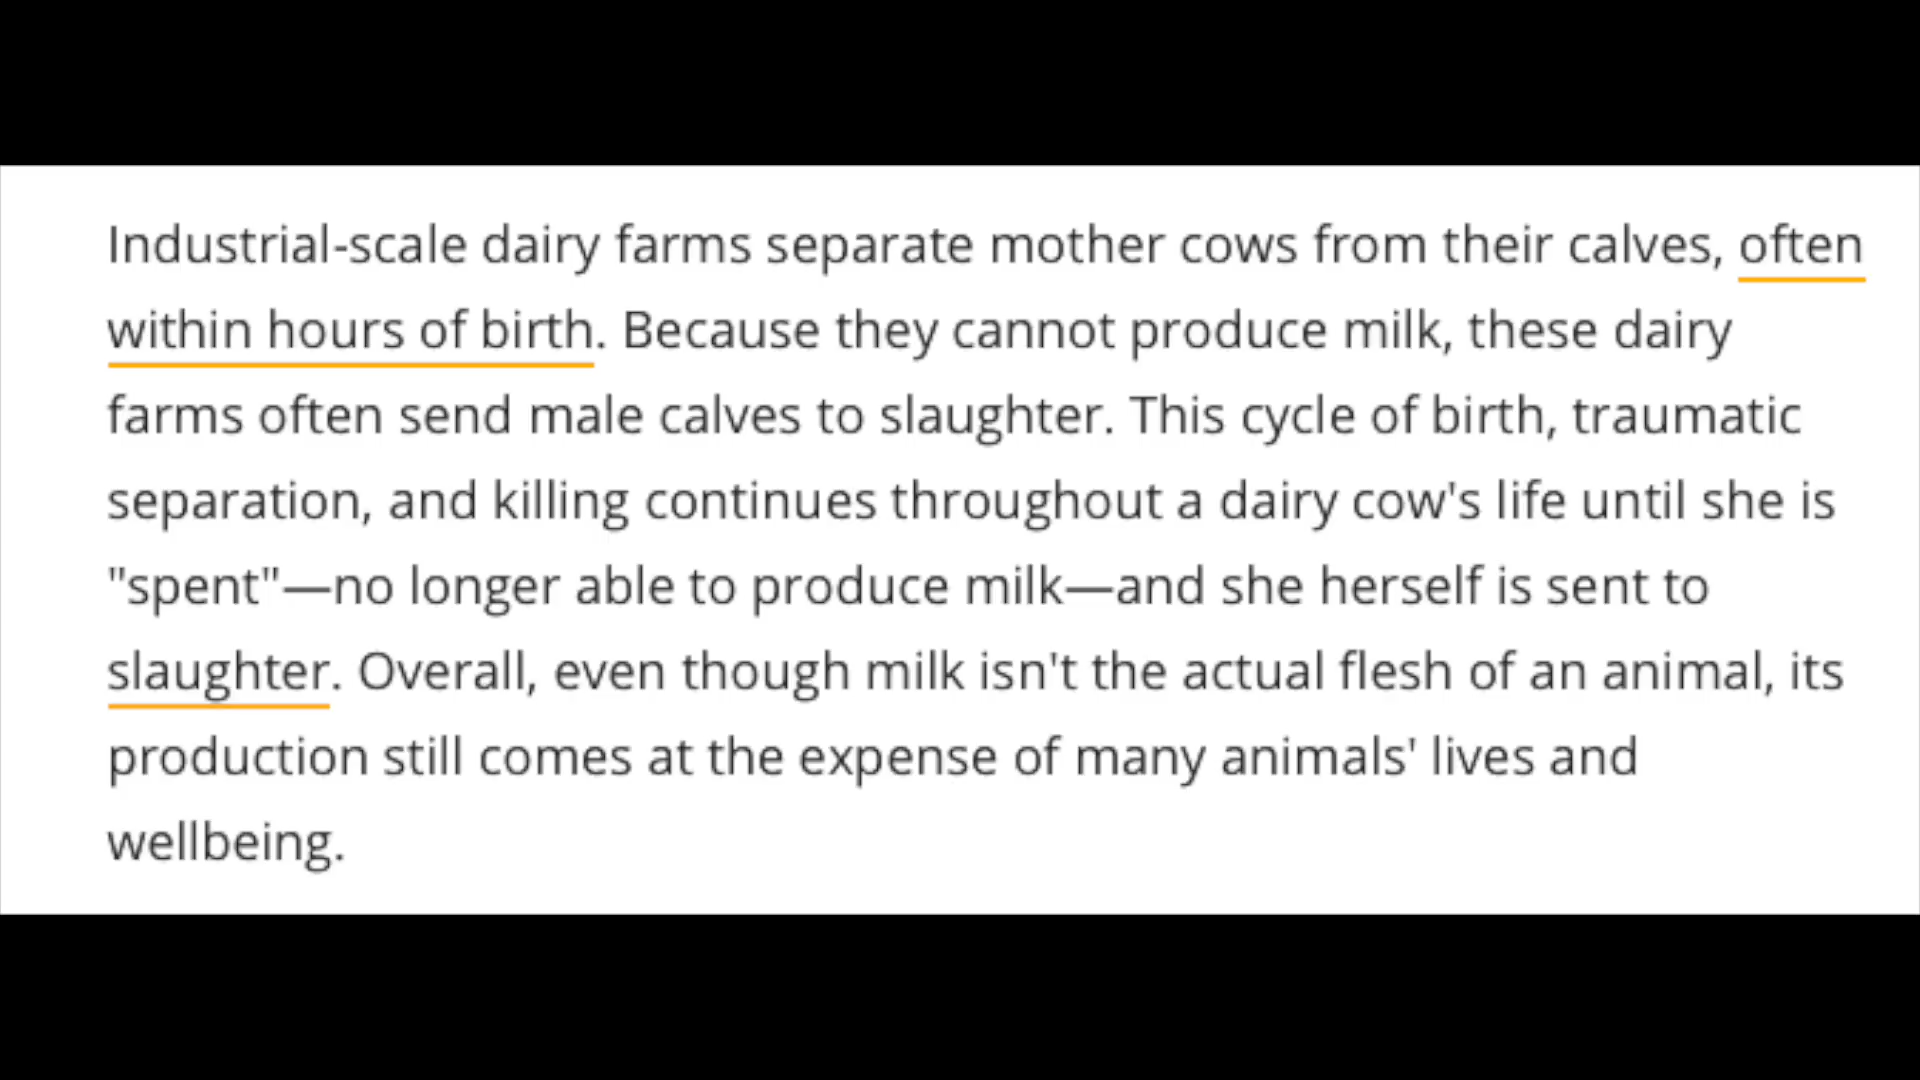 Industrial-scale dairy farms separate mother cows from their calves, often
within hours of birth. Because they cannot produce milk, these dairy
farms often send male calves to slaughter. This cycle of birth, traumatic
separation, and killing continues throughout a dairy cow's life until she is
"spent"—no longer able to produce milk—and she herself is sent to
slaughter. Overall, even though milk isn't the actual flesh of an animal, its
production still comes at the expense of many animals' lives and
wellbeing.